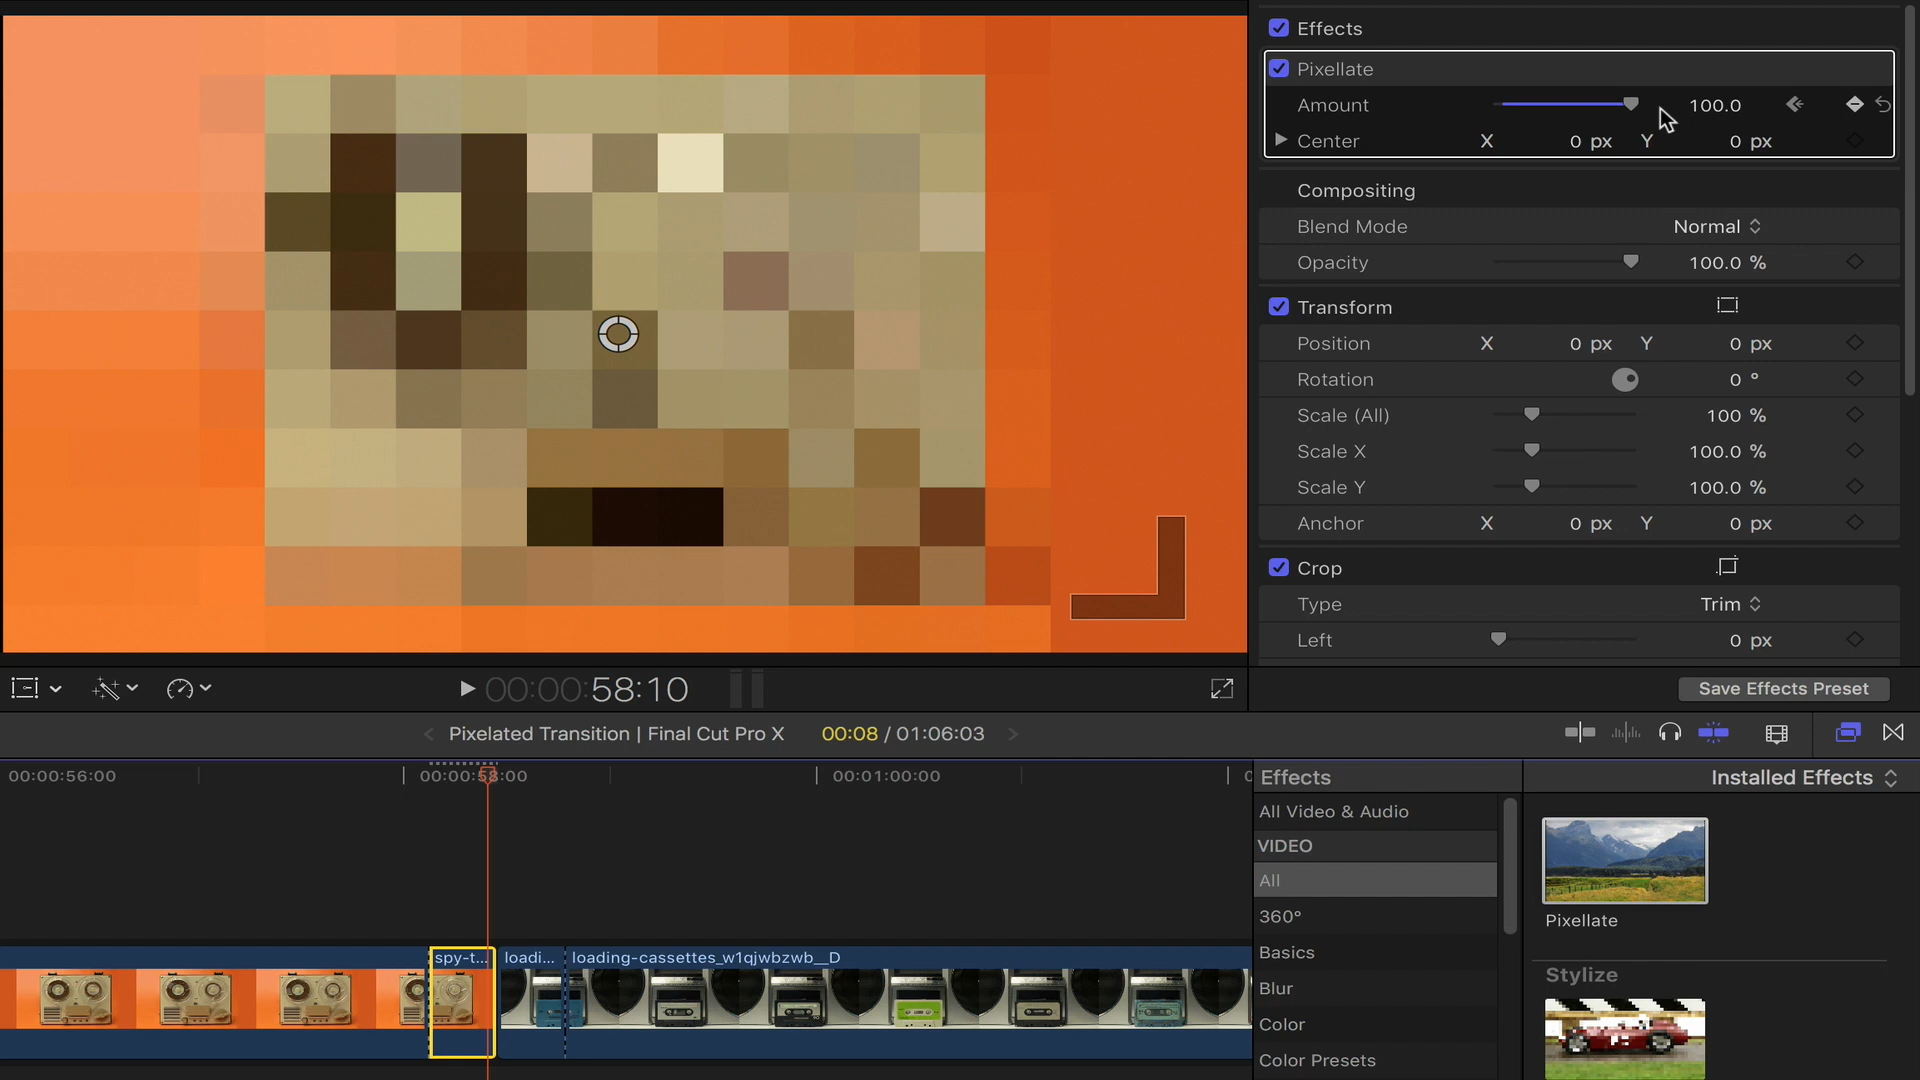 Effects
Pixellate
Amount 100.0
Center X 0 px Y 0 px
Compositing
Blend Mode Normal
Opacity 100.0 %
Transform
Position X 0 px Y 0 px
Rotation 0 °
Scale (All) 100 %
Scale X 100.0 %
Scale Y 100.0 %
Anchor X 0 px Y 0 px
Crop
Type Trim
Left 0 px
00:00:58:10
Save Effects Preset
Pixelated Transition | Final Cut Pro X 00:08 / 01:06:03
00:00:56:00 00:00:58:00 00:01:00:00
Effects
Installed Effects
All Video & Audio
VIDEO
All
360°
Basics
Blur
Color
Color Presets
Pixellate
Stylize
spy-t... loadi... loading-cassettes_w1qjwbzwb__D